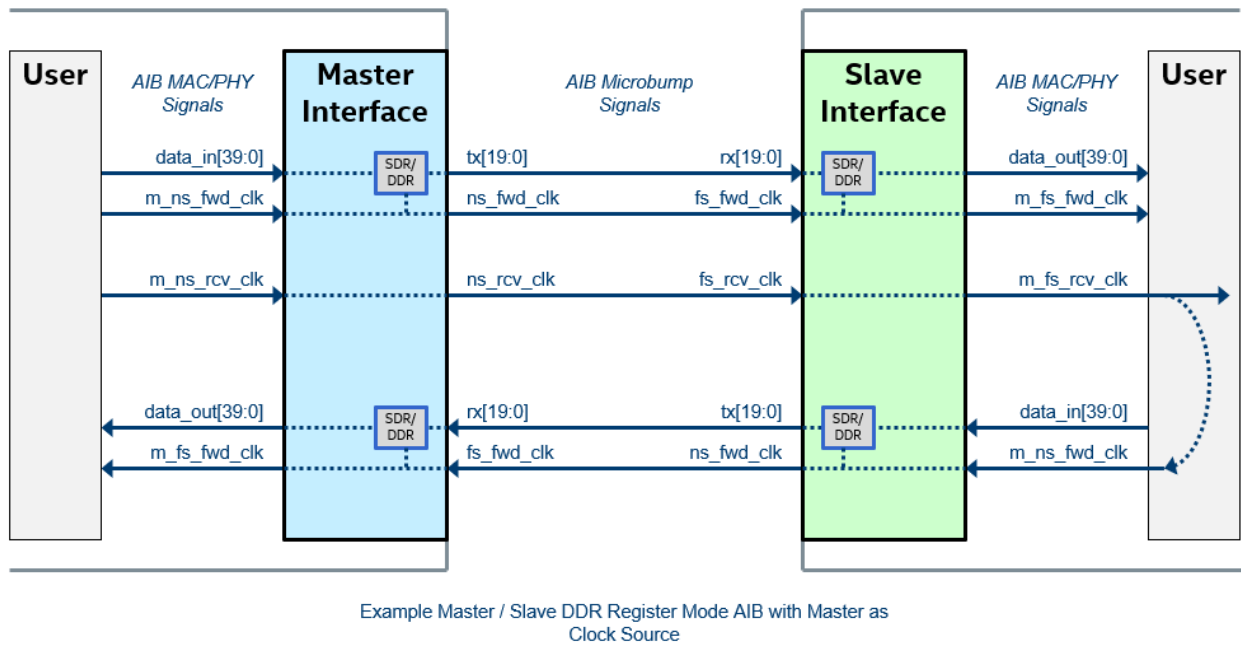 User
AIB MAC/PHY
Signals
Master
Interface
AIB Microbump
Signals
Slave
Interface
AIB MAC/PHY
Signals
User
data_in[39:0]
SDR/
DDR
tx[19:0]
rx[19:0]
SDR/
DDR
data_out[39:0]
m_ns_fwd_clk
ns_fwd_clk
fs_fwd_clk
m_fs_fwd_clk
m_ns_rcv_clk
ns_rcv_clk
fs_rcv_clk
m_fs_rcv_clk
data_out[39:0]
SDR/
DDR
rx[19:0]
tx[19:0]
SDR/
DDR
data_in[39:0]
m_fs_fwd_clk
fs_fwd_clk
ns_fwd_clk
m_ns_fwd_clk
Example Master / Slave DDR Register Mode AIB with Master as
Clock Source